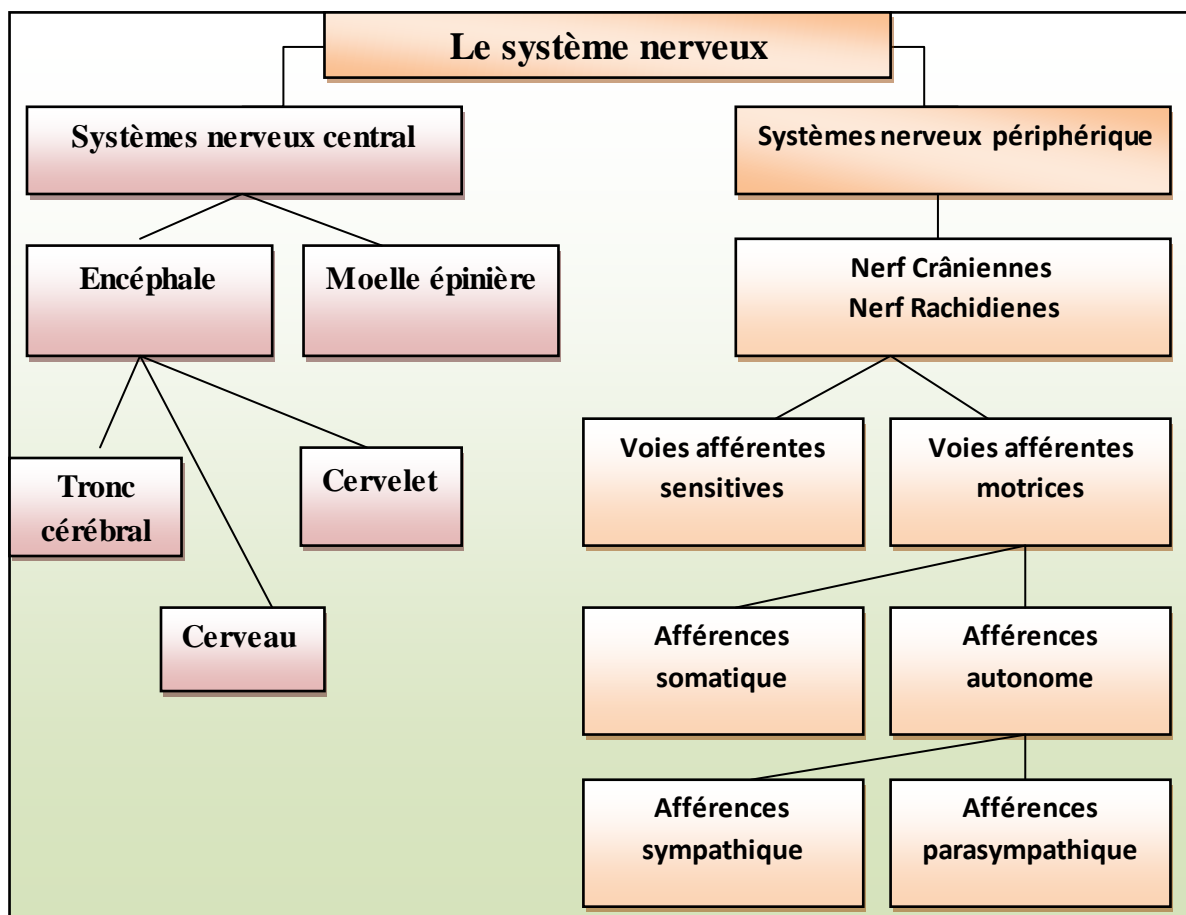 Le système nerveux
Systèmes nerveux central
Systèmes nerveux périphérique
Encéphale
Moelle épinière
Nerf Crâniennes
Nerf Rachidienes
Tronc
cérébral
Cervelet
Cerveau
Voies afférentes
sensitives
Voies afférentes
motrices
Afférences
somatique
Afférences
autonome
Afférences
sympathique
Afférences
parasympathique